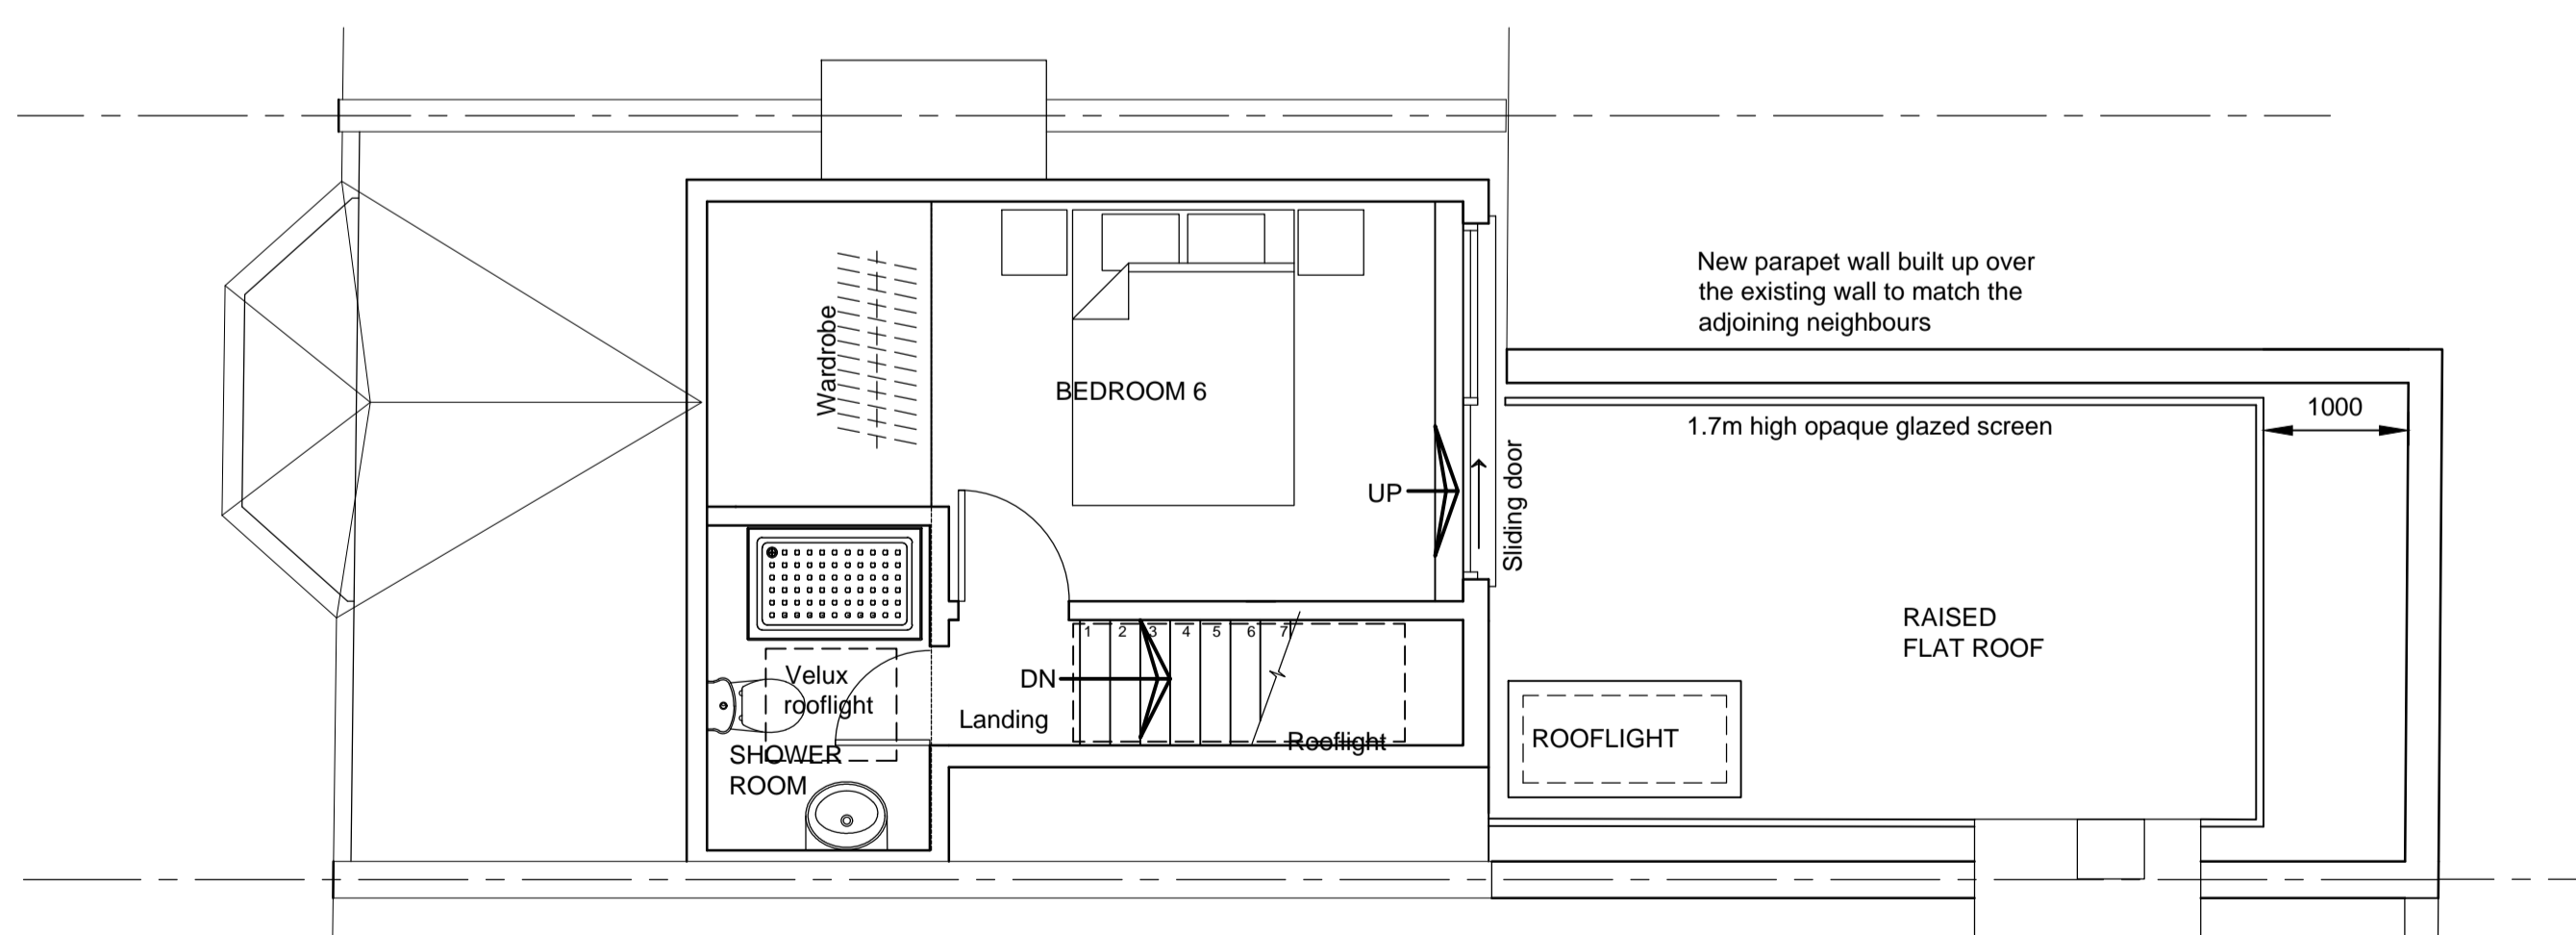 New parapet wall built up over
the existing wall to match the
adjoining neighbours
Wardrobe
BEDROOM 6
1.7m high opaque glazed screen
1000
UP
Sliding door
RAISED
FLAT ROOF
1 2 3 4 5 6 7
Velux
rooflight
DN
Landing
Rooflight
ROOFLIGHT
SHOWER
ROOM